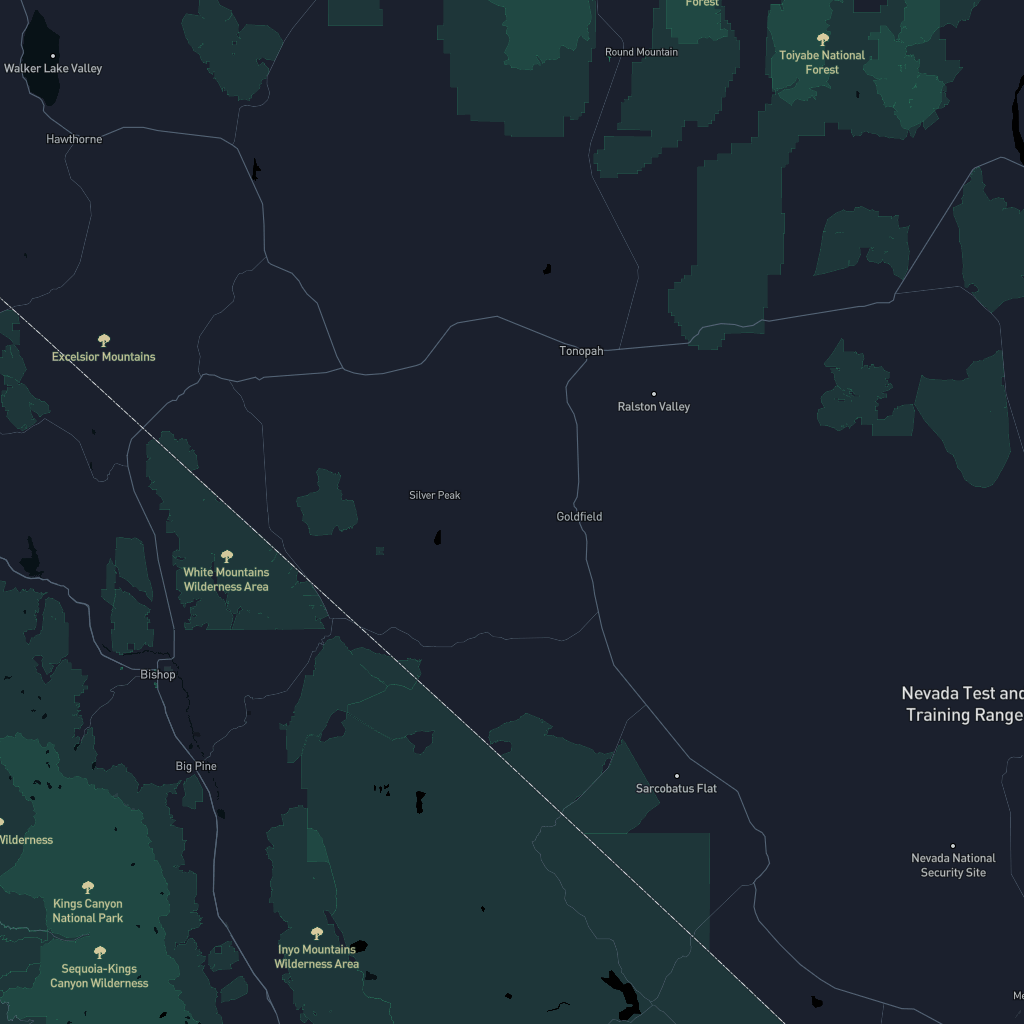 Forest
Toiyabe National
Forest
Round Mountain
Walker Lake Valley
Hawthorne
Excelsior Mountains
Tonopah
Ralston Valley
Silver Peak
Goldfield
White Mountains
Wilderness Area
Bishop
Nevada Test and
Training Range
Big Pine
Sarcobatus Flat
Wilderness
Nevada National
Security Site
Kings Canyon
National Park
Inyo Mountains
Wilderness Area
Sequoia-Kings
Canyon Wilderness